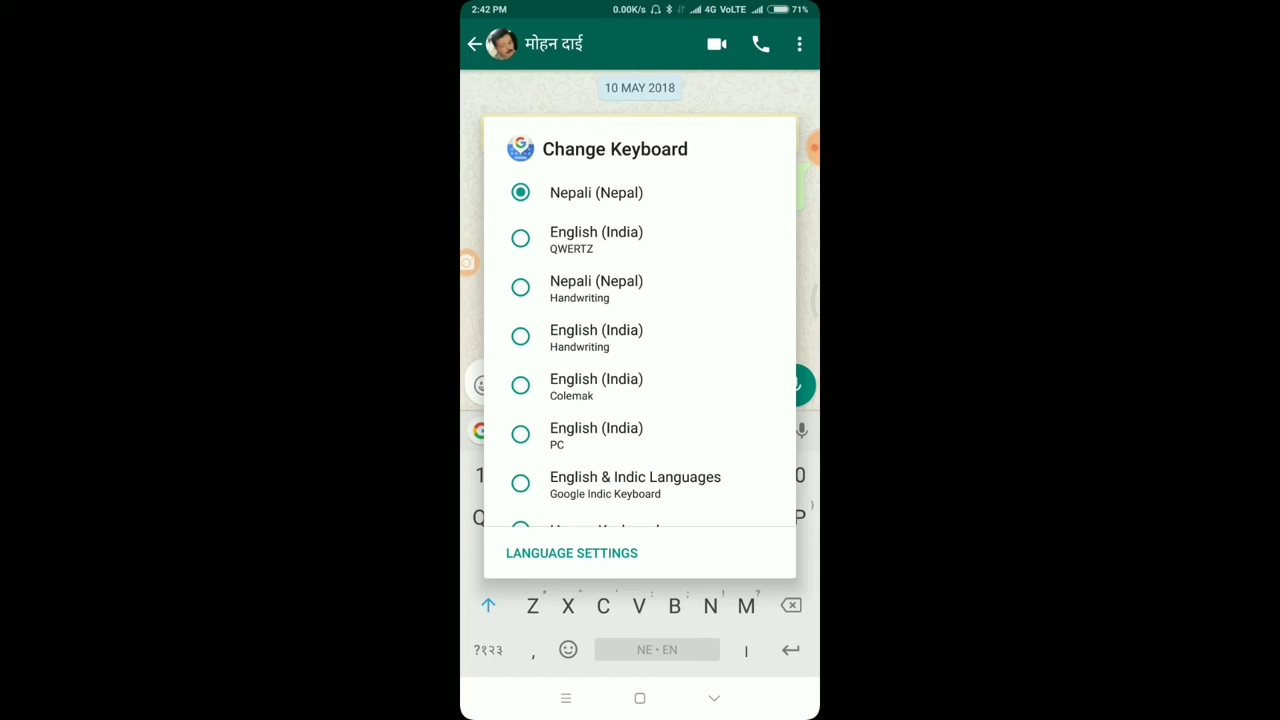 2:42 PM 0.00K/s 4G VoLTE 71%
मोहन दाई
10 MAY 2018
Change Keyboard
Nepali (Nepal)
English (India)
QWERTZ
Nepali (Nepal)
Handwriting
English (India)
Handwriting
English (India)
Colemak
English (India)
PC
English & Indic Languages
Google Indic Keyboard
LANGUAGE SETTINGS
1 0
Q P )
Z * X " C ' V : B ; N ! M ?
?१२३ , NE • EN ।